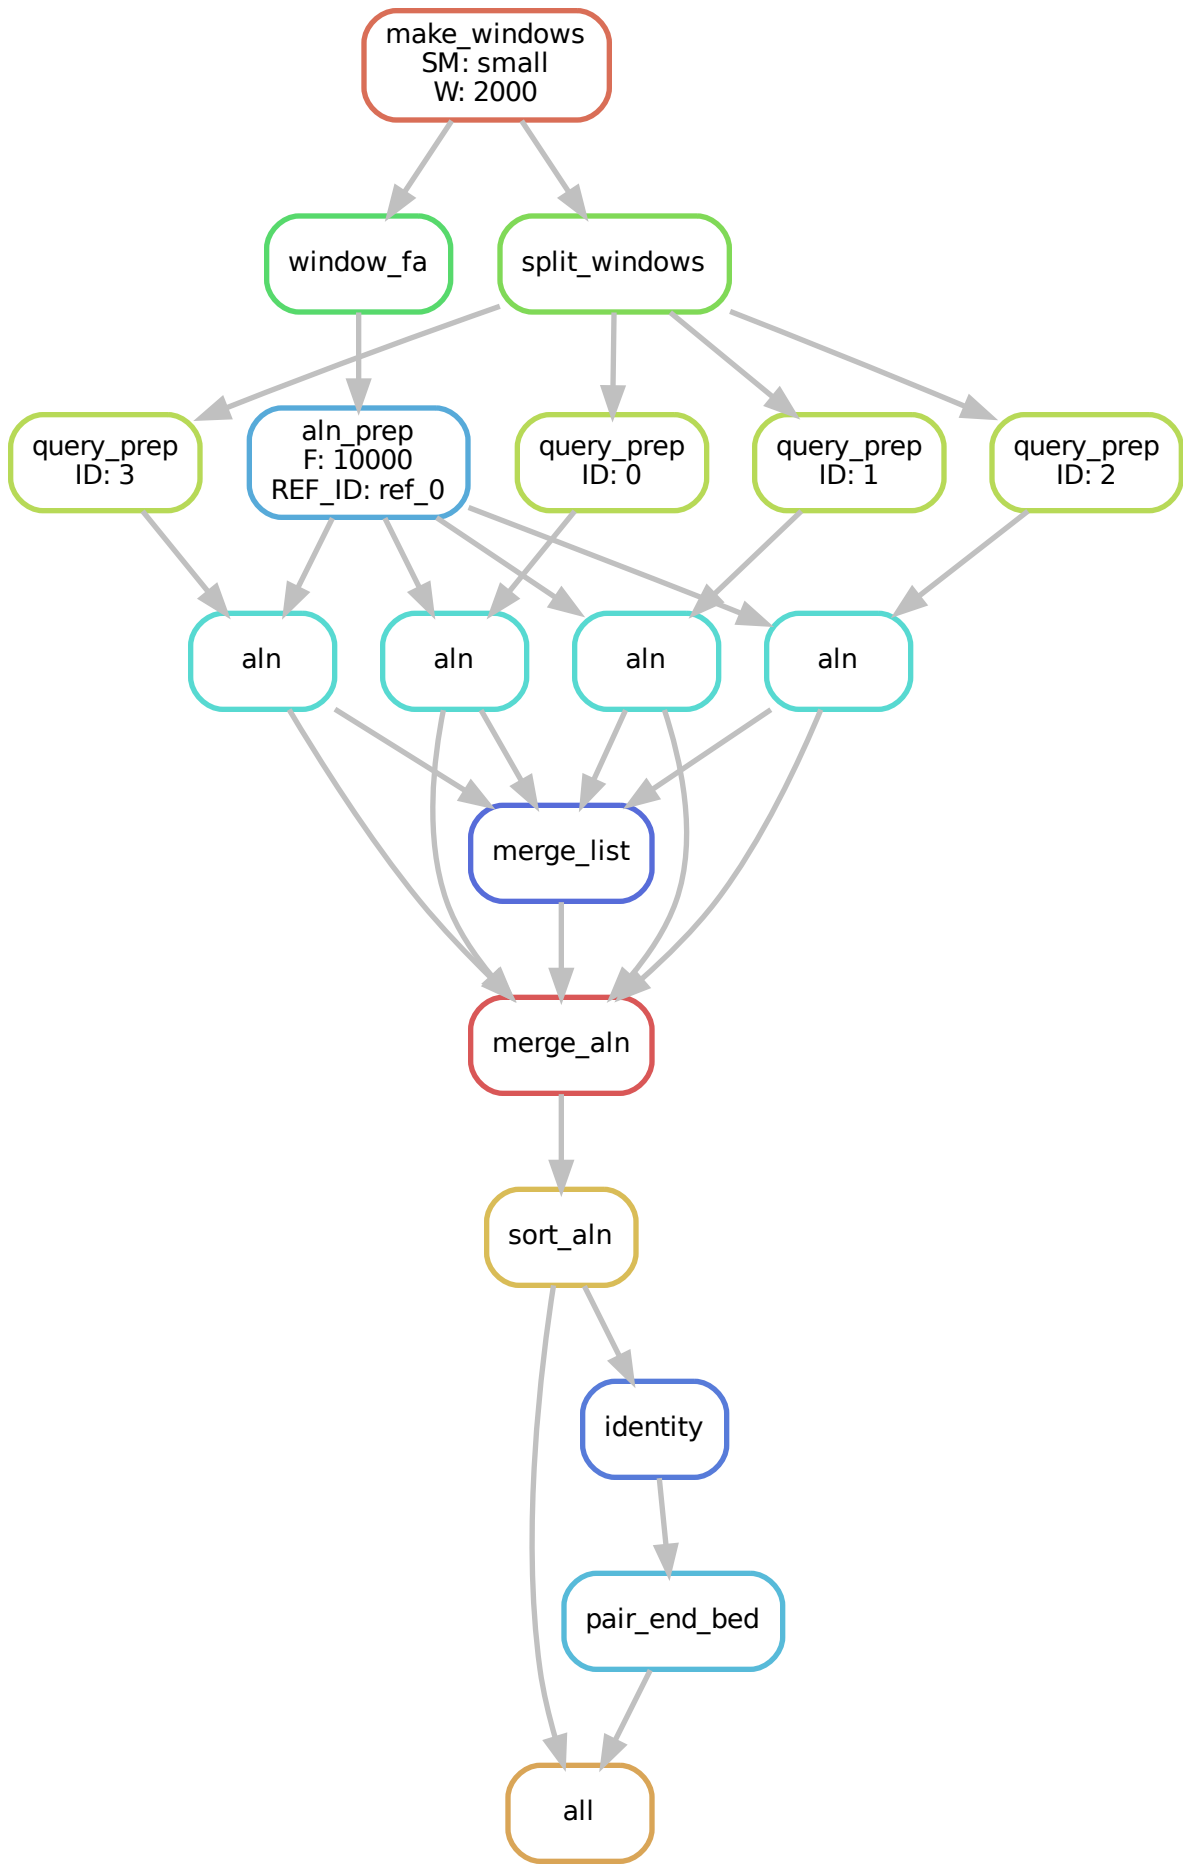 make_windows
SM: small
W: 2000
window_fa
split_windows
query_prep
ID: 3
aln_prep
F: 10000
REF_ID: ref_0
query_prep
ID: 0
query_prep
ID: 1
query_prep
ID: 2
aln
aln
aln
aln
merge_list
merge_aln
sort_aln
identity
pair_end_bed
all